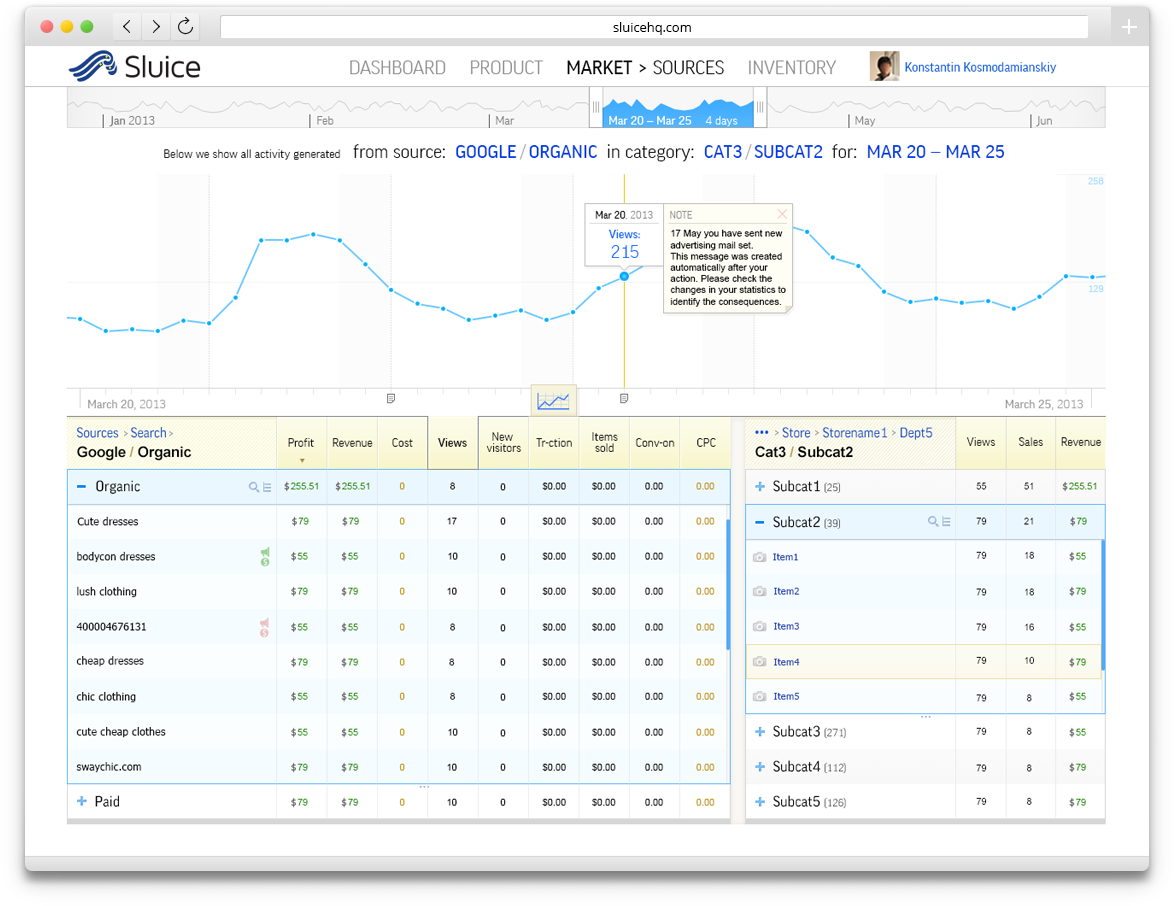 sluicehq.com
Sluice DASHBOARD PRODUCT MARKET > SOURCES INVENTORY Konstantin Kosmodamianskiy
Jan 2013 Feb Mar Mar 20 – Mar 25 4 days May Jun
Below we show all activity generated from source: GOOGLE / ORGANIC in category: CAT3 / SUBCAT2 for: MAR 20 – MAR 25
250
Mar 20, 2013
Views:
215
NOTE
17 May you have sent new
advertising mail set.
This message was created
automatically after your
action. Please check the
changes in your statistics to
identify the consequences.
129
March 20, 2013 March 25, 2013
Sources > Search >
Google / Organic
Profit Revenue Cost Views New visitors Tr-ction Items sold Conv-on CPC
Organic $255.51 $255.51 0 8 0 $0.00 $0.00 0.00 0.00
Cute dresses $79 $79 0 17 0 $0.00 $0.00 0.00 0.00
bodycon dresses $55 $55 0 10 0 $0.00 $0.00 0.00 0.00
lush clothing $79 $79 0 10 0 $0.00 $0.00 0.00 0.00
400004676131 $55 $55 0 8 0 $0.00 $0.00 0.00 0.00
cheap dresses $79 $79 0 8 0 $0.00 $0.00 0.00 0.00
chic clothing $55 $55 0 8 0 $0.00 $0.00 0.00 0.00
cute cheap clothes $55 $55 0 10 0 $0.00 $0.00 0.00 0.00
swaychic.com $79 $79 0 10 0 $0.00 $0.00 0.00 0.00
Paid $79 $79 0 10 0 $0.00 $0.00 0.00 0.00
••• > Store > Storename1 > Dept5
Cat3 / Subcat2
Views Sales Revenue
Subcat1 (25) 55 51 $255.51
Subcat2 (39) 79 21 $79
Item1 79 18 $55
Item2 79 18 $79
Item3 79 16 $55
Item4 79 10 $79
Item5 79 8 $55
Subcat3 (271) 79 8 $55
Subcat4 (112) 79 8 $79
Subcat5 (126) 79 8 $79